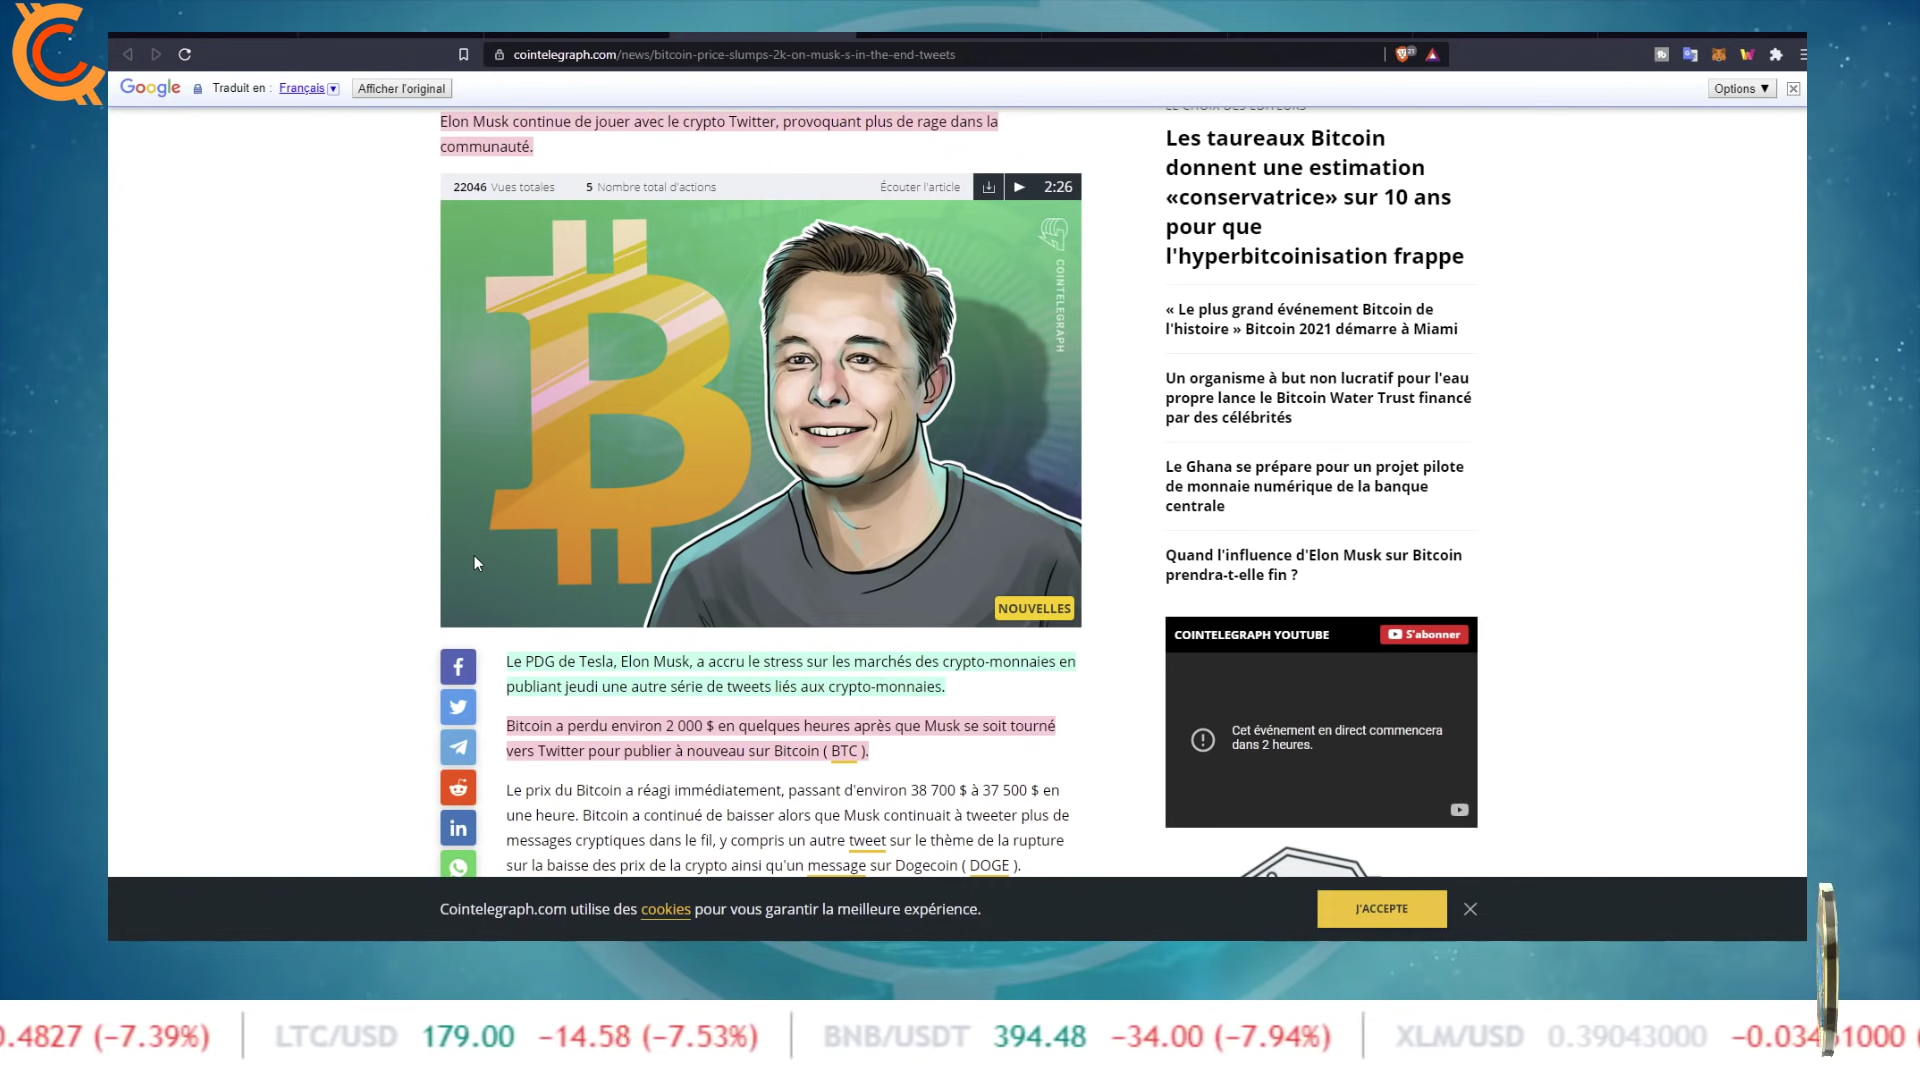 cointelegraph.com/news/bitcoin-price-slumps-2k-on-musk-s-in-the-end-tweets
Google Traduit en : Français Afficher l'original Options ▼
Elon Musk continue de jouer avec le crypto Twitter, provoquant plus de rage dans la
communauté.
22046 Vues totales 5 Nombre total d'actions Écouter l'article 2:26
COINTELEGRAPH
NOUVELLES
Le PDG de Tesla, Elon Musk, a accru le stress sur les marchés des crypto-monnaies en
publiant jeudi une autre série de tweets liés aux crypto-monnaies.
Bitcoin a perdu environ 2 000 $ en quelques heures après que Musk se soit tourné
vers Twitter pour publier à nouveau sur Bitcoin ( BTC ).
Le prix du Bitcoin a réagi immédiatement, passant d'environ 38 700 $ à 37 500 $ en
une heure. Bitcoin a continué de baisser alors que Musk continuait à tweeter plus de
messages cryptiques dans le fil, y compris un autre tweet sur le thème de la rupture
sur la baisse des prix de la crypto ainsi qu'un message sur Dogecoin ( DOGE ).
LE CHOIX DES ÉDITEURS
Les taureaux Bitcoin
donnent une estimation
«conservatrice» sur 10 ans
pour que
l'hyperbitcoinisation frappe
« Le plus grand événement Bitcoin de
l'histoire » Bitcoin 2021 démarre à Miami
Un organisme à but non lucratif pour l'eau
propre lance le Bitcoin Water Trust financé
par des célébrités
Le Ghana se prépare pour un projet pilote
de monnaie numérique de la banque
centrale
Quand l'influence d'Elon Musk sur Bitcoin
prendra-t-elle fin ?
COINTELEGRAPH YOUTUBE S'abonner
Cet événement en direct commencera
dans 2 heures.
Cointelegraph.com utilise des cookies pour vous garantir la meilleure expérience. J'ACCEPTE
0.4827 (−7.39%) LTC/USD 179.00 −14.58 (−7.53%) BNB/USDT 394.48 −34.00 (−7.94%) XLM/USD 0.39043000